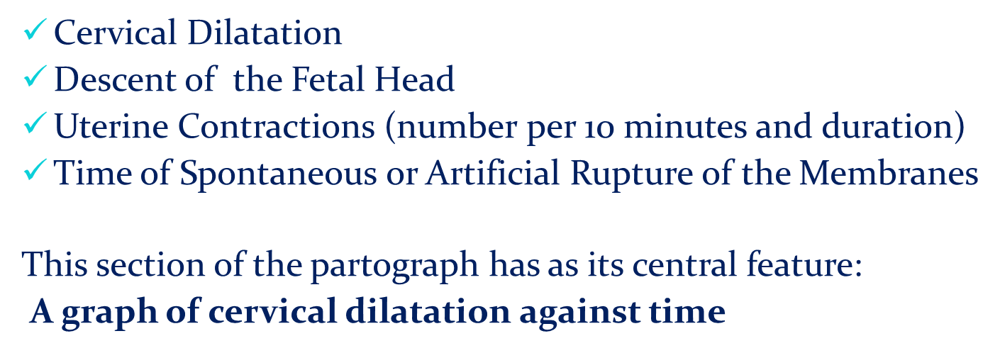 ✓ Cervical Dilatation
✓ Descent of the Fetal Head
✓ Uterine Contractions (number per 10 minutes and duration)
✓ Time of Spontaneous or Artificial Rupture of the Membranes
This section of the partograph has as its central feature:
A graph of cervical dilatation against time